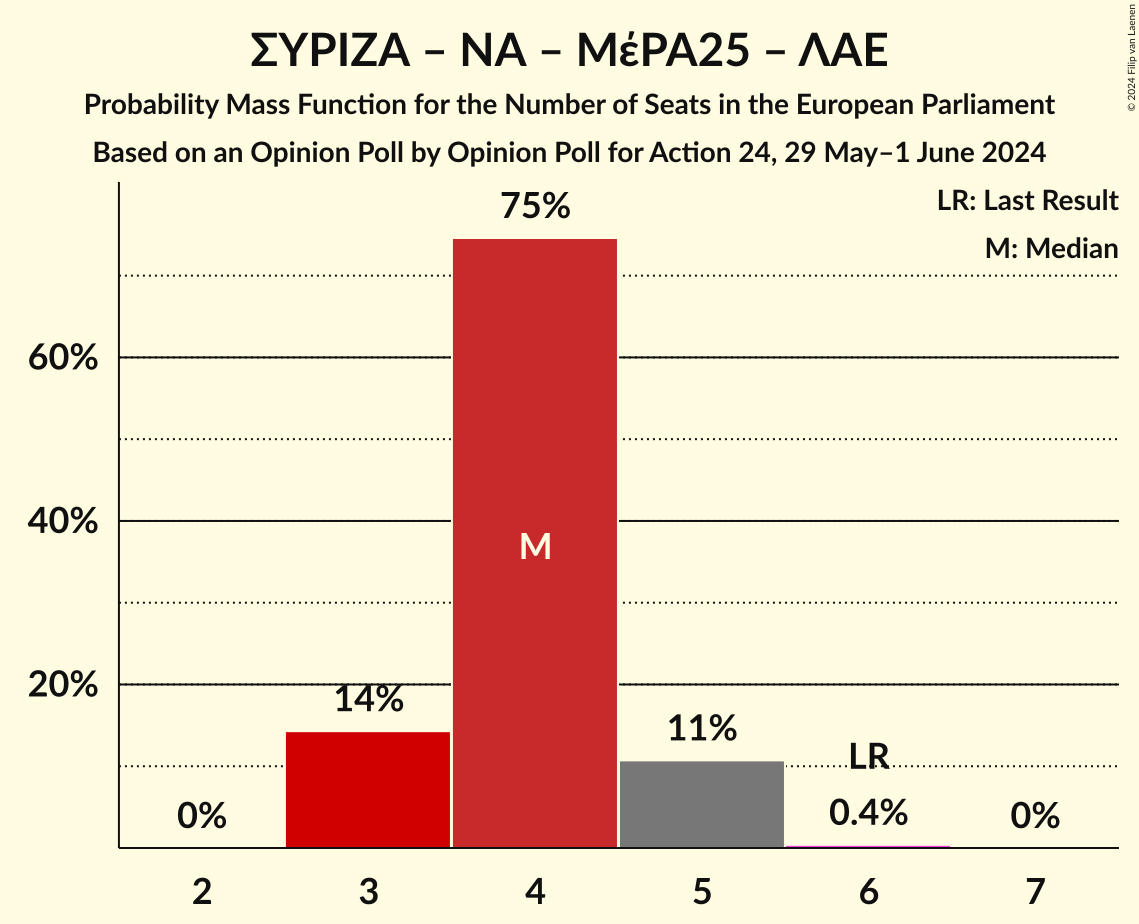 ΣΥΡΙΖΑ – ΝΑ – ΜέΡΑ25 – ΛΑΕ
Probability Mass Function for the Number of Seats in the European Parliament
Based on an Opinion Poll by Opinion Poll for Action 24, 29 May–1 June 2024
© 2024 Filip van Laenen
LR: Last Result
M: Median
75%
60%
40%
M
20%
14%
11%
LR
0%
0.4%
0%
2
3
4
5
6
7